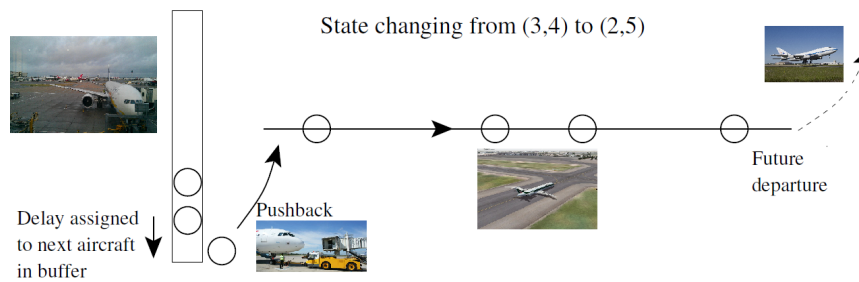 State changing from (3,4) to (2,5)
Delay assigned
to next aircraft
in buffer
Pushback
Future
departure